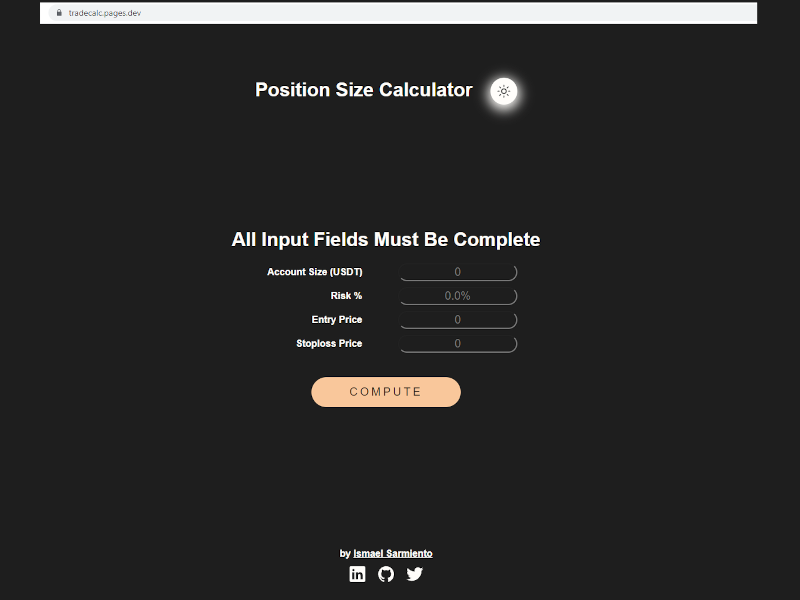 tradecalc.pages.dev
Position Size Calculator
All Input Fields Must Be Complete
Account Size (USDT) 0
Risk % 0.0%
Entry Price 0
Stoploss Price 0
COMPUTE
by Ismael Sarmiento
in